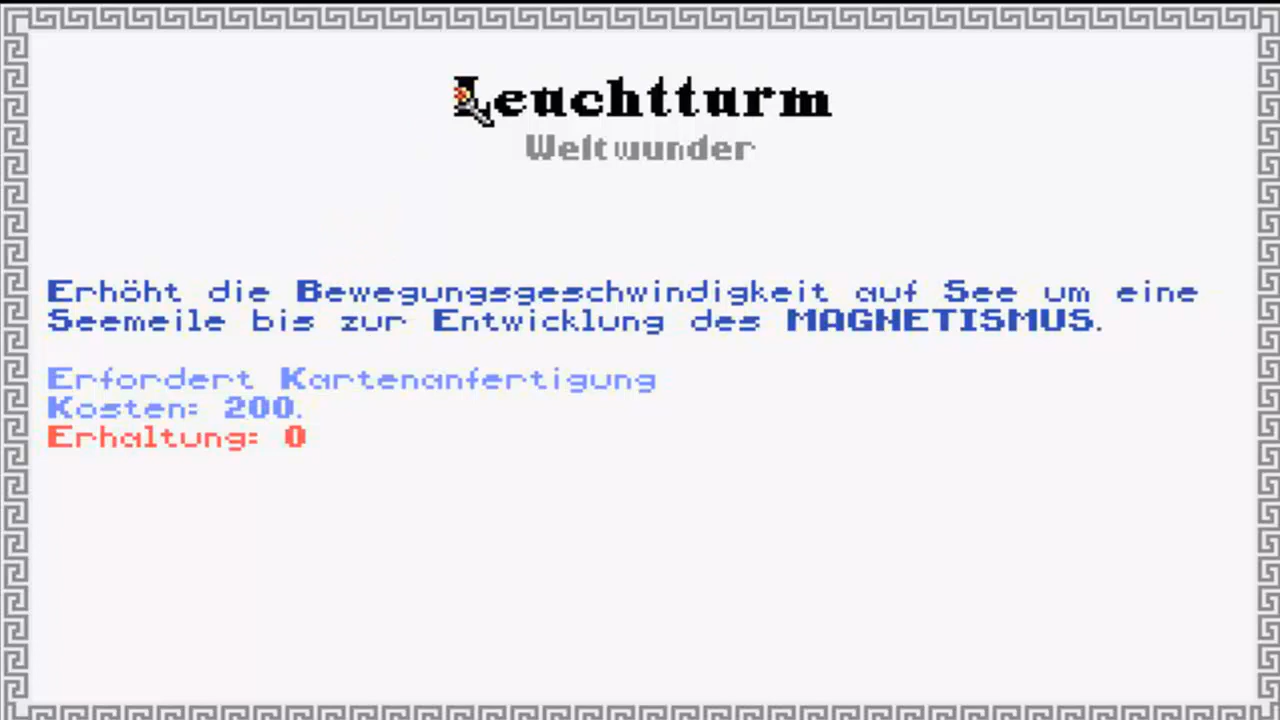 Leuchtturm
Weltwunder
Erhöht die Bewegungsgeschwindigkeit auf See um eine
Seemeile bis zur Entwicklung des MAGNETISMUS.
Erfordert Kartenanfertigung
Kosten: 200.
Erhaltung: 0